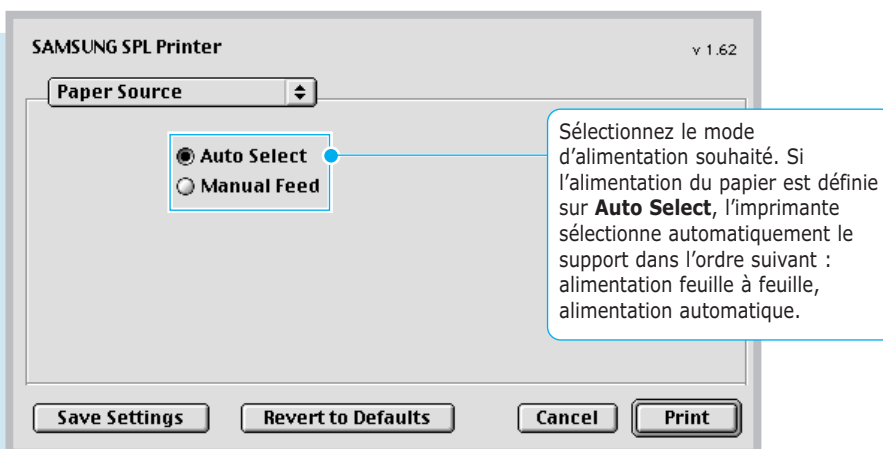 SAMSUNG SPL Printer
v 1.62
Paper Source
Auto Select
Manual Feed
Sélectionnez le mode
d’alimentation souhaité. Si
l’alimentation du papier est définie
sur Auto Select, l’imprimante
sélectionne automatiquement le
support dans l’ordre suivant :
alimentation feuille à feuille,
alimentation automatique.
Save Settings
Revert to Defaults
Cancel
Print